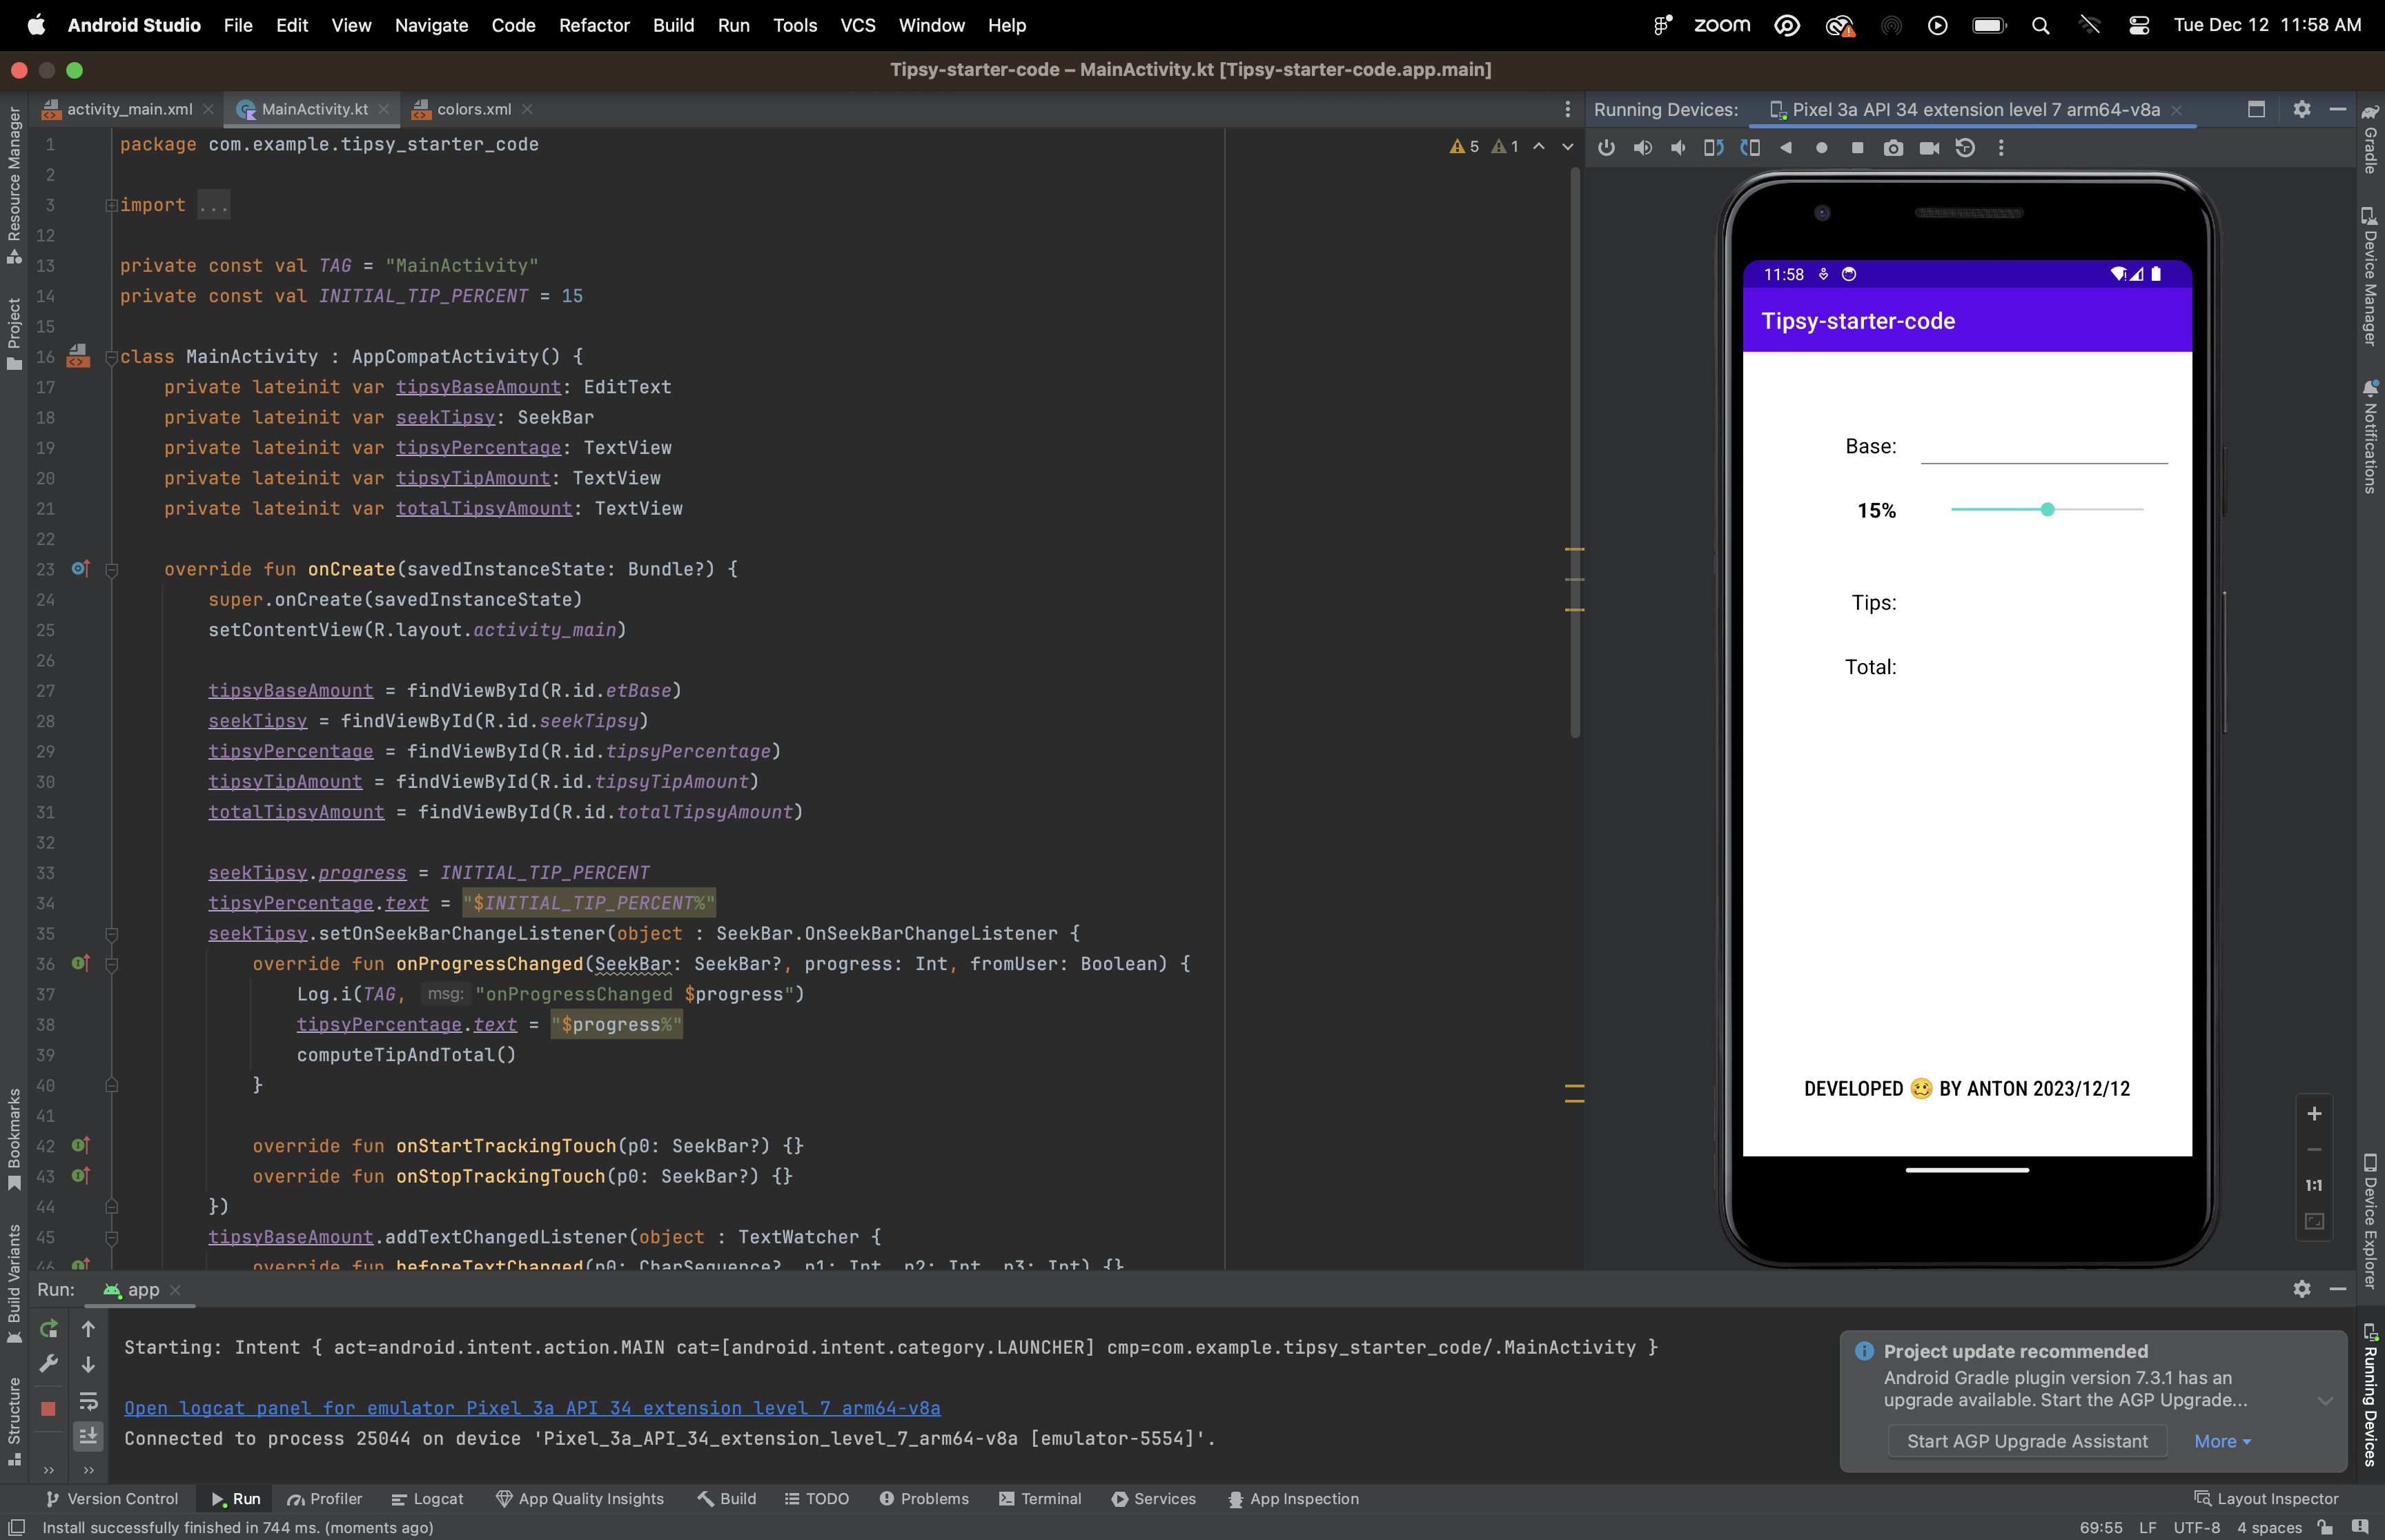 Android Studio File Edit View Navigate Code Refactor Build Run Tools VCS Window Help zoom Tue Dec 12 11:58 AM
Tipsy-starter-code – MainActivity.kt [Tipsy-starter-code.app.main]
activity_main.xml MainActivity.kt colors.xml
Running Devices: Pixel 3a API 34 extension level 7 arm64-v8a
Resource Manager
Project
Bookmarks
Build Variants
Structure
5 1
1 package com.example.tipsy_starter_code
2
3 import ...
12
13 private const val TAG = "MainActivity"
14 private const val INITIAL_TIP_PERCENT = 15
15
16 class MainActivity : AppCompatActivity() {
17 private lateinit var tipsyBaseAmount: EditText
18 private lateinit var seekTipsy: SeekBar
19 private lateinit var tipsyPercentage: TextView
20 private lateinit var tipsyTipAmount: TextView
21 private lateinit var totalTipsyAmount: TextView
22
23 override fun onCreate(savedInstanceState: Bundle?) {
24 super.onCreate(savedInstanceState)
25 setContentView(R.layout.activity_main)
26
27 tipsyBaseAmount = findViewById(R.id.etBase)
28 seekTipsy = findViewById(R.id.seekTipsy)
29 tipsyPercentage = findViewById(R.id.tipsyPercentage)
30 tipsyTipAmount = findViewById(R.id.tipsyTipAmount)
31 totalTipsyAmount = findViewById(R.id.totalTipsyAmount)
32
33 seekTipsy.progress = INITIAL_TIP_PERCENT
34 tipsyPercentage.text = "$INITIAL_TIP_PERCENT%"
35 seekTipsy.setOnSeekBarChangeListener(object : SeekBar.OnSeekBarChangeListener {
36 override fun onProgressChanged(SeekBar: SeekBar?, progress: Int, fromUser: Boolean) {
37 Log.i(TAG, msg: "onProgressChanged $progress")
38 tipsyPercentage.text = "$progress%"
39 computeTipAndTotal()
40 }
41
42 override fun onStartTrackingTouch(p0: SeekBar?) {}
43 override fun onStopTrackingTouch(p0: SeekBar?) {}
44 })
45 tipsyBaseAmount.addTextChangedListener(object : TextWatcher {
46 override fun beforeTextChanged(p0: CharSequence?, p1: Int, p2: Int, p3: Int) {}
11:58
Tipsy-starter-code
Base:
15%
Tips:
Total:
DEVELOPED 🥴 BY ANTON 2023/12/12
1:1
Gradle
Device Manager
Notifications
Device Explorer
Running Devices
Run: app
Starting: Intent { act=android.intent.action.MAIN cat=[android.intent.category.LAUNCHER] cmp=com.example.tipsy_starter_code/.MainActivity }
Open logcat panel for emulator Pixel 3a API 34 extension level 7 arm64-v8a
Connected to process 25044 on device 'Pixel_3a_API_34_extension_level_7_arm64-v8a [emulator-5554]'.
Project update recommended
Android Gradle plugin version 7.3.1 has an
upgrade available. Start the AGP Upgrade...
Start AGP Upgrade Assistant More
Version Control Run Profiler Logcat App Quality Insights Build TODO Problems Terminal Services App Inspection Layout Inspector
Install successfully finished in 744 ms. (moments ago) 69:55 LF UTF-8 4 spaces